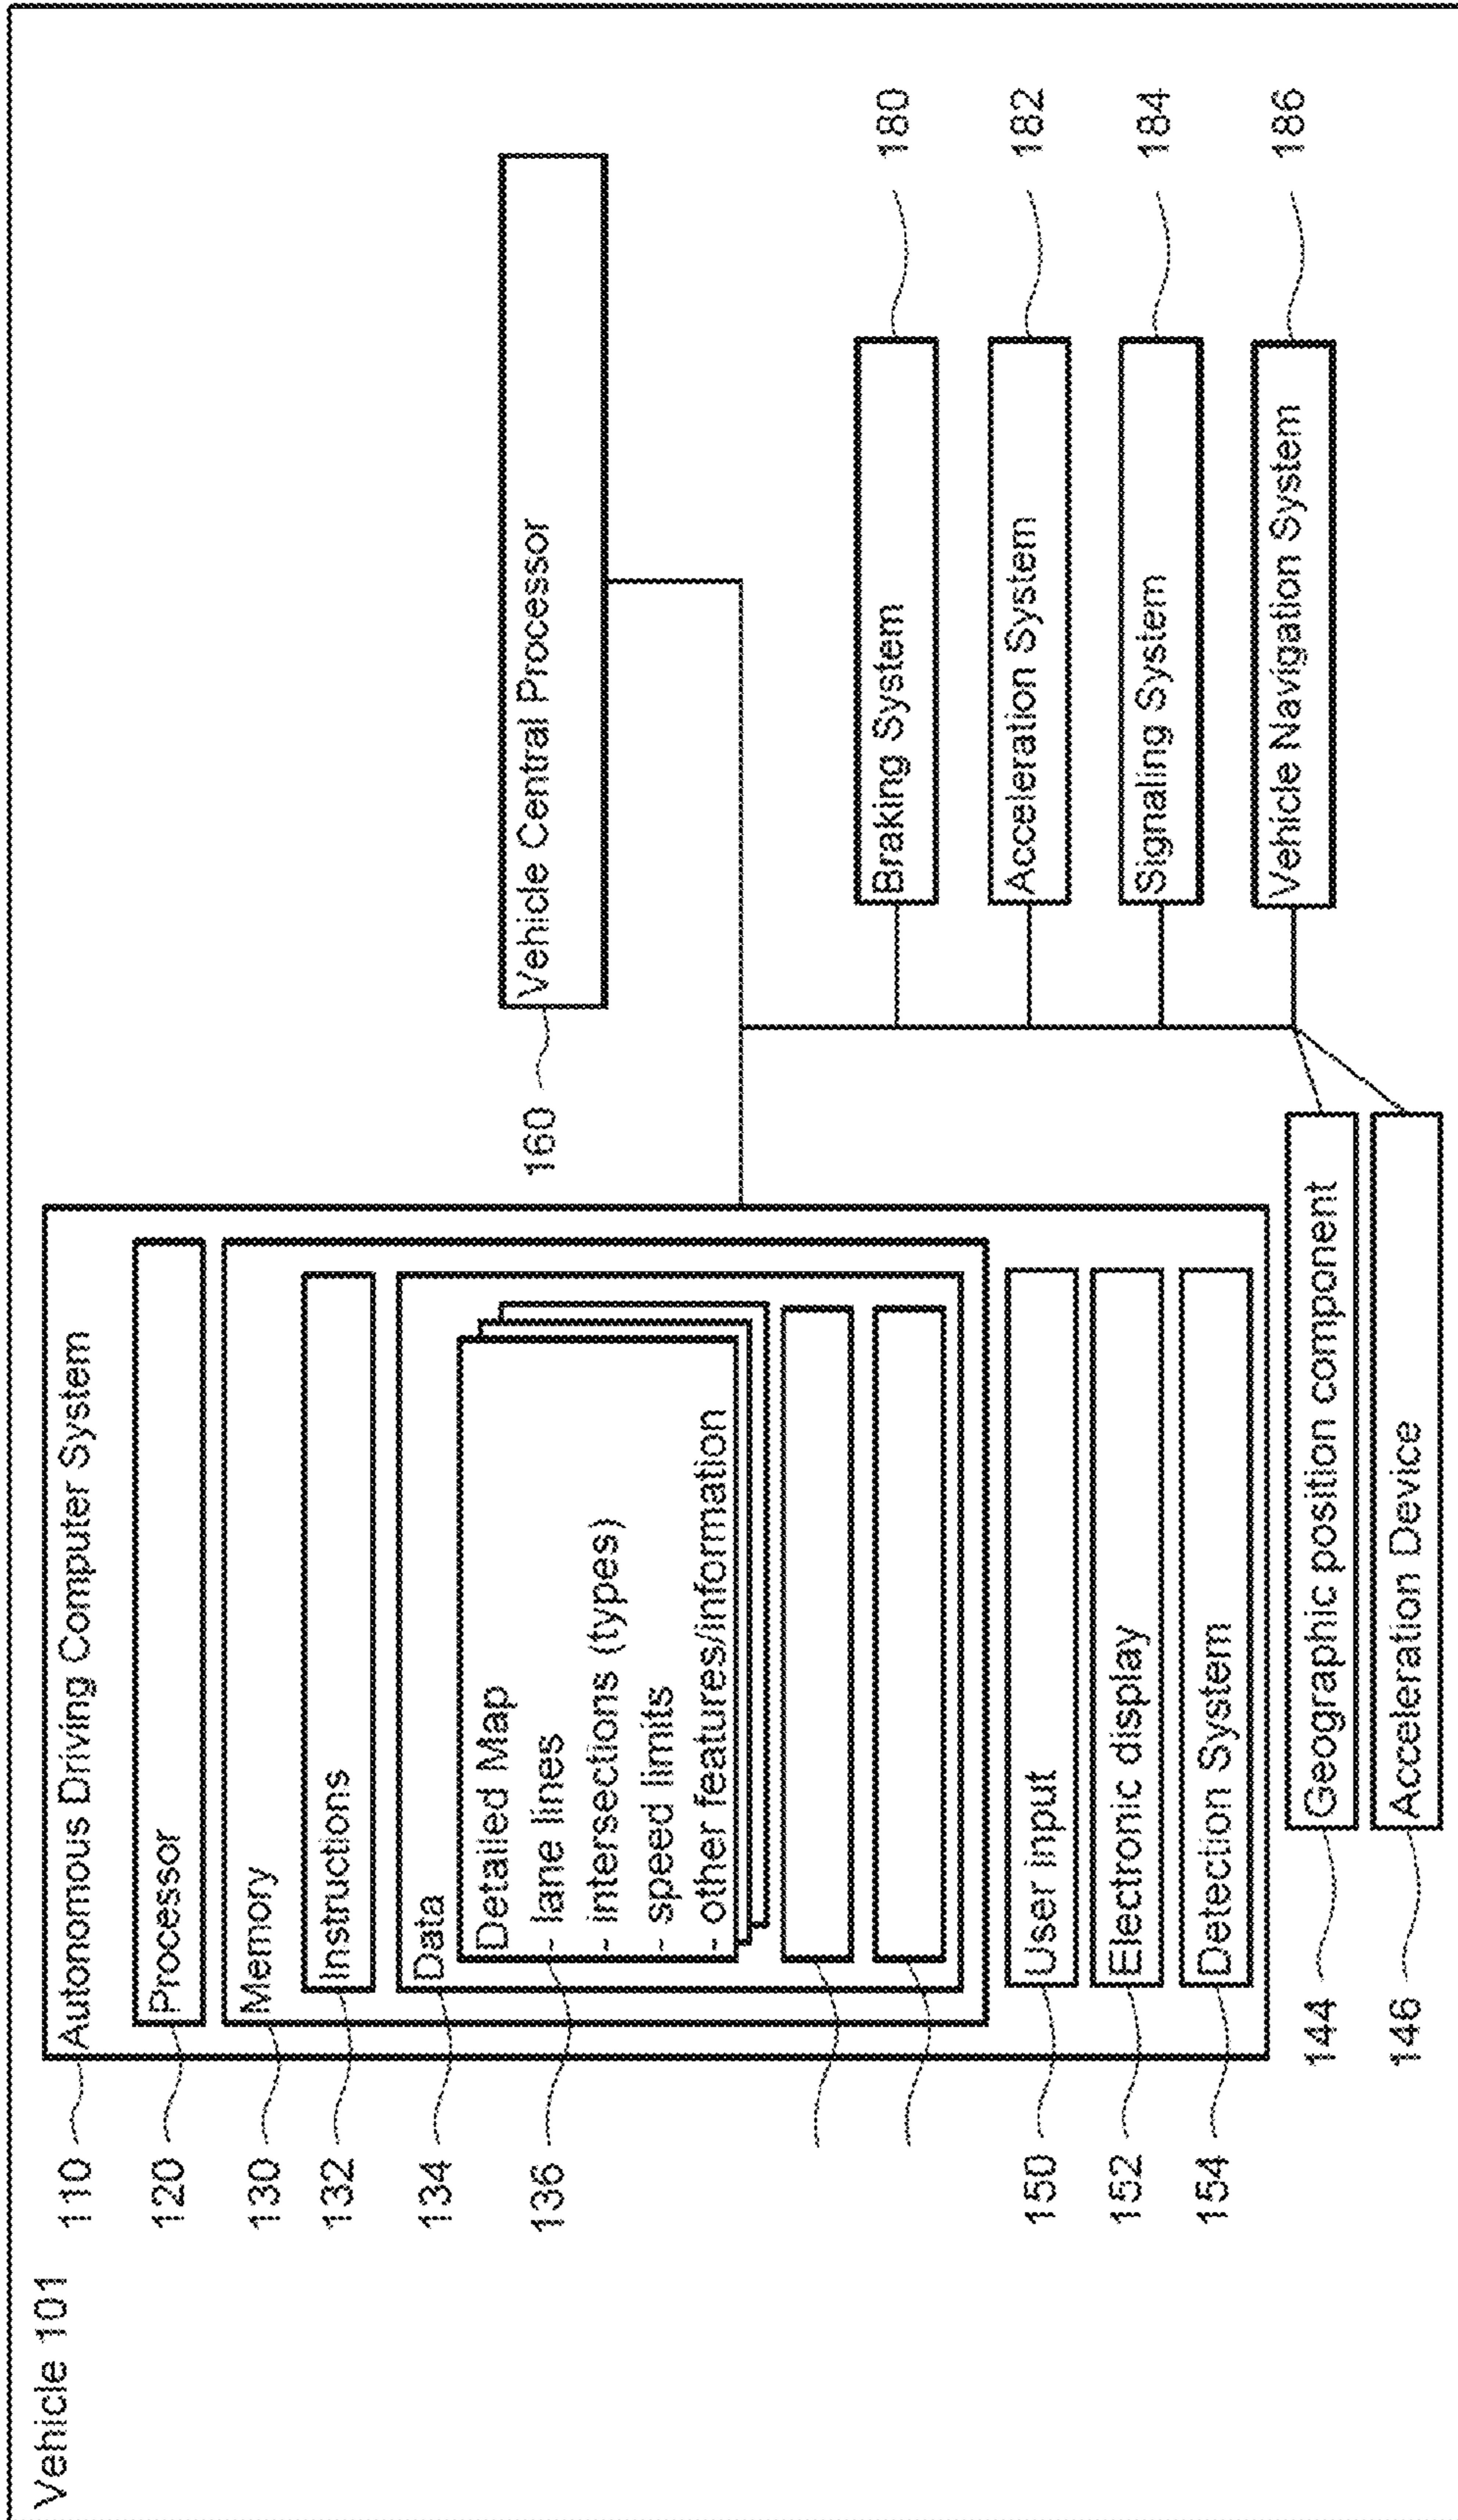 Vehicle 101
110
Autonomous Driving Computer System
120
Processor
130
Memory
132
Instructions
134
Data
136
Detailed Map
- lane lines
- intersections (types)
- speed limits
- other features/information
150
User input
152
Electronic display
154
Detection System
144
Geographic position component
146
Acceleration Device
160
Vehicle Central Processor
Braking System
180
Acceleration System
182
Signaling System
184
Vehicle Navigation System
186